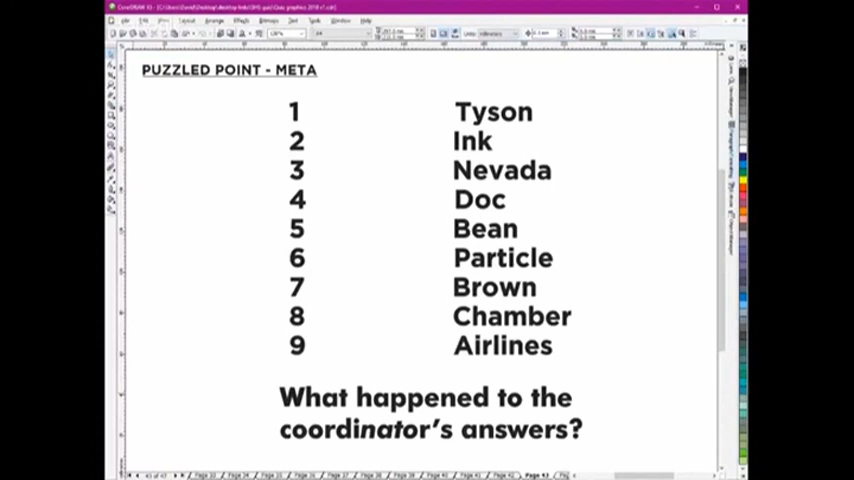 PUZZLED POINT - META
1 Tyson
2 Ink
3 Nevada
4 Doc
5 Bean
6 Particle
7 Brown
8 Chamber
9 Airlines
What happened to the
coordinator's answers?